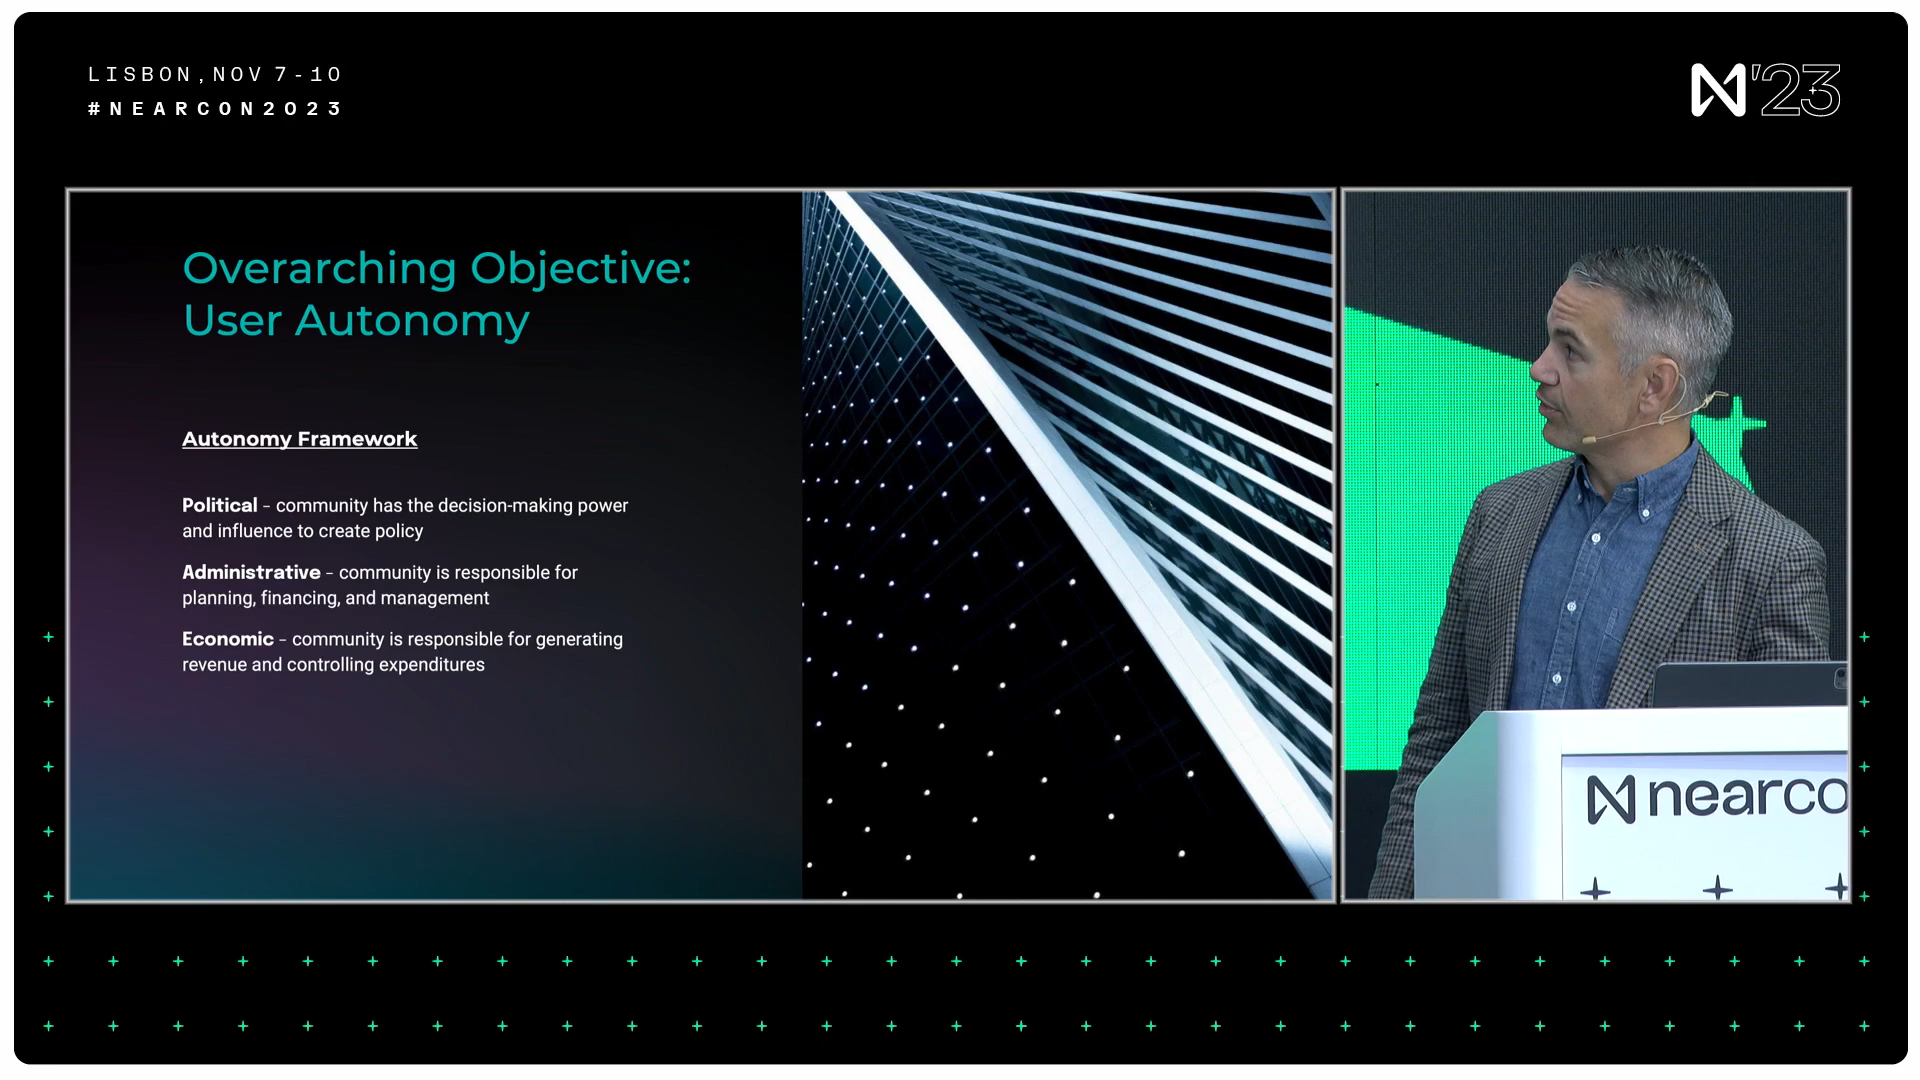 LISBON, NOV 7-10
#NEARCON2023
'23
Overarching Objective:
User Autonomy
Autonomy Framework
Political – community has the decision-making power
and influence to create policy
Administrative – community is responsible for
planning, financing, and management
Economic – community is responsible for generating
revenue and controlling expenditures
nearco